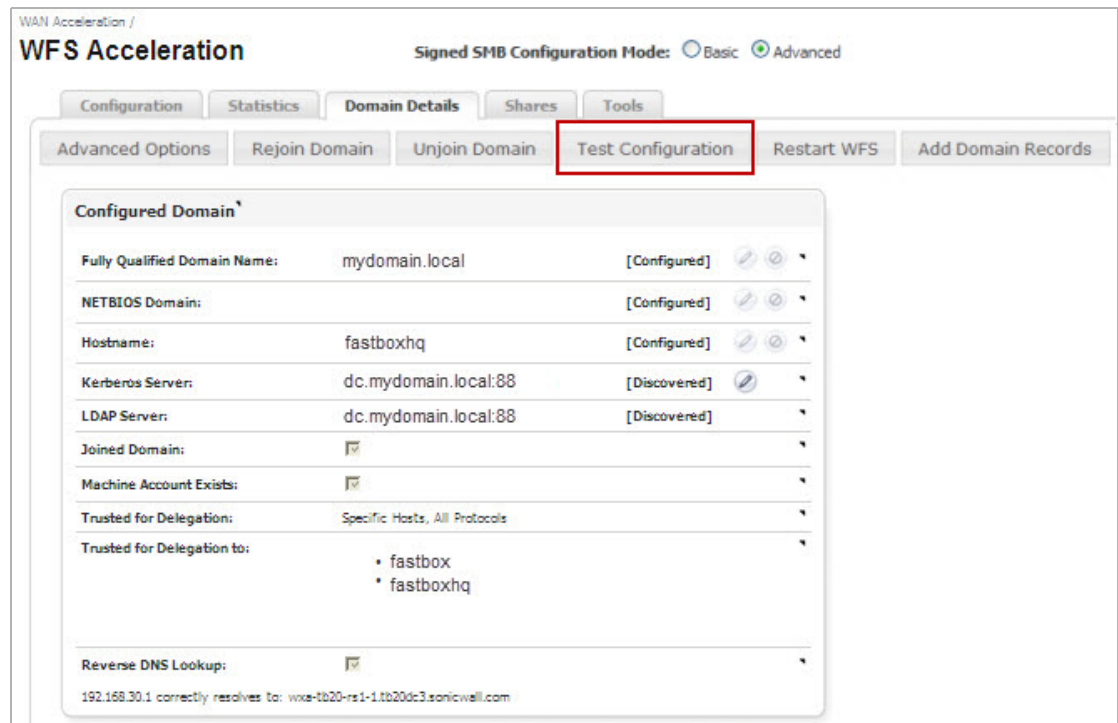 WAN Acceleration /
WFS Acceleration
Signed SMB Configuration Mode: Basic Advanced
Configuration Statistics Domain Details Shares Tools
Advanced Options Rejoin Domain Unjoin Domain Test Configuration Restart WFS Add Domain Records
Configured Domain
Fully Qualified Domain Name: mydomain.local [Configured]
NETBIOS Domain: [Configured]
Hostname: fastboxhq [Configured]
Kerberos Server: dc.mydomain.local:88 [Discovered]
LDAP Server: dc.mydomain.local:88 [Discovered]
Joined Domain:
Machine Account Exists:
Trusted for Delegation: Specific Hosts, All Protocols
Trusted for Delegation to:
• fastbox
• fastboxhq
Reverse DNS Lookup:
192.168.30.1 correctly resolves to: wxa-tb20-rs1-1.tb20dc3.sonicwall.com